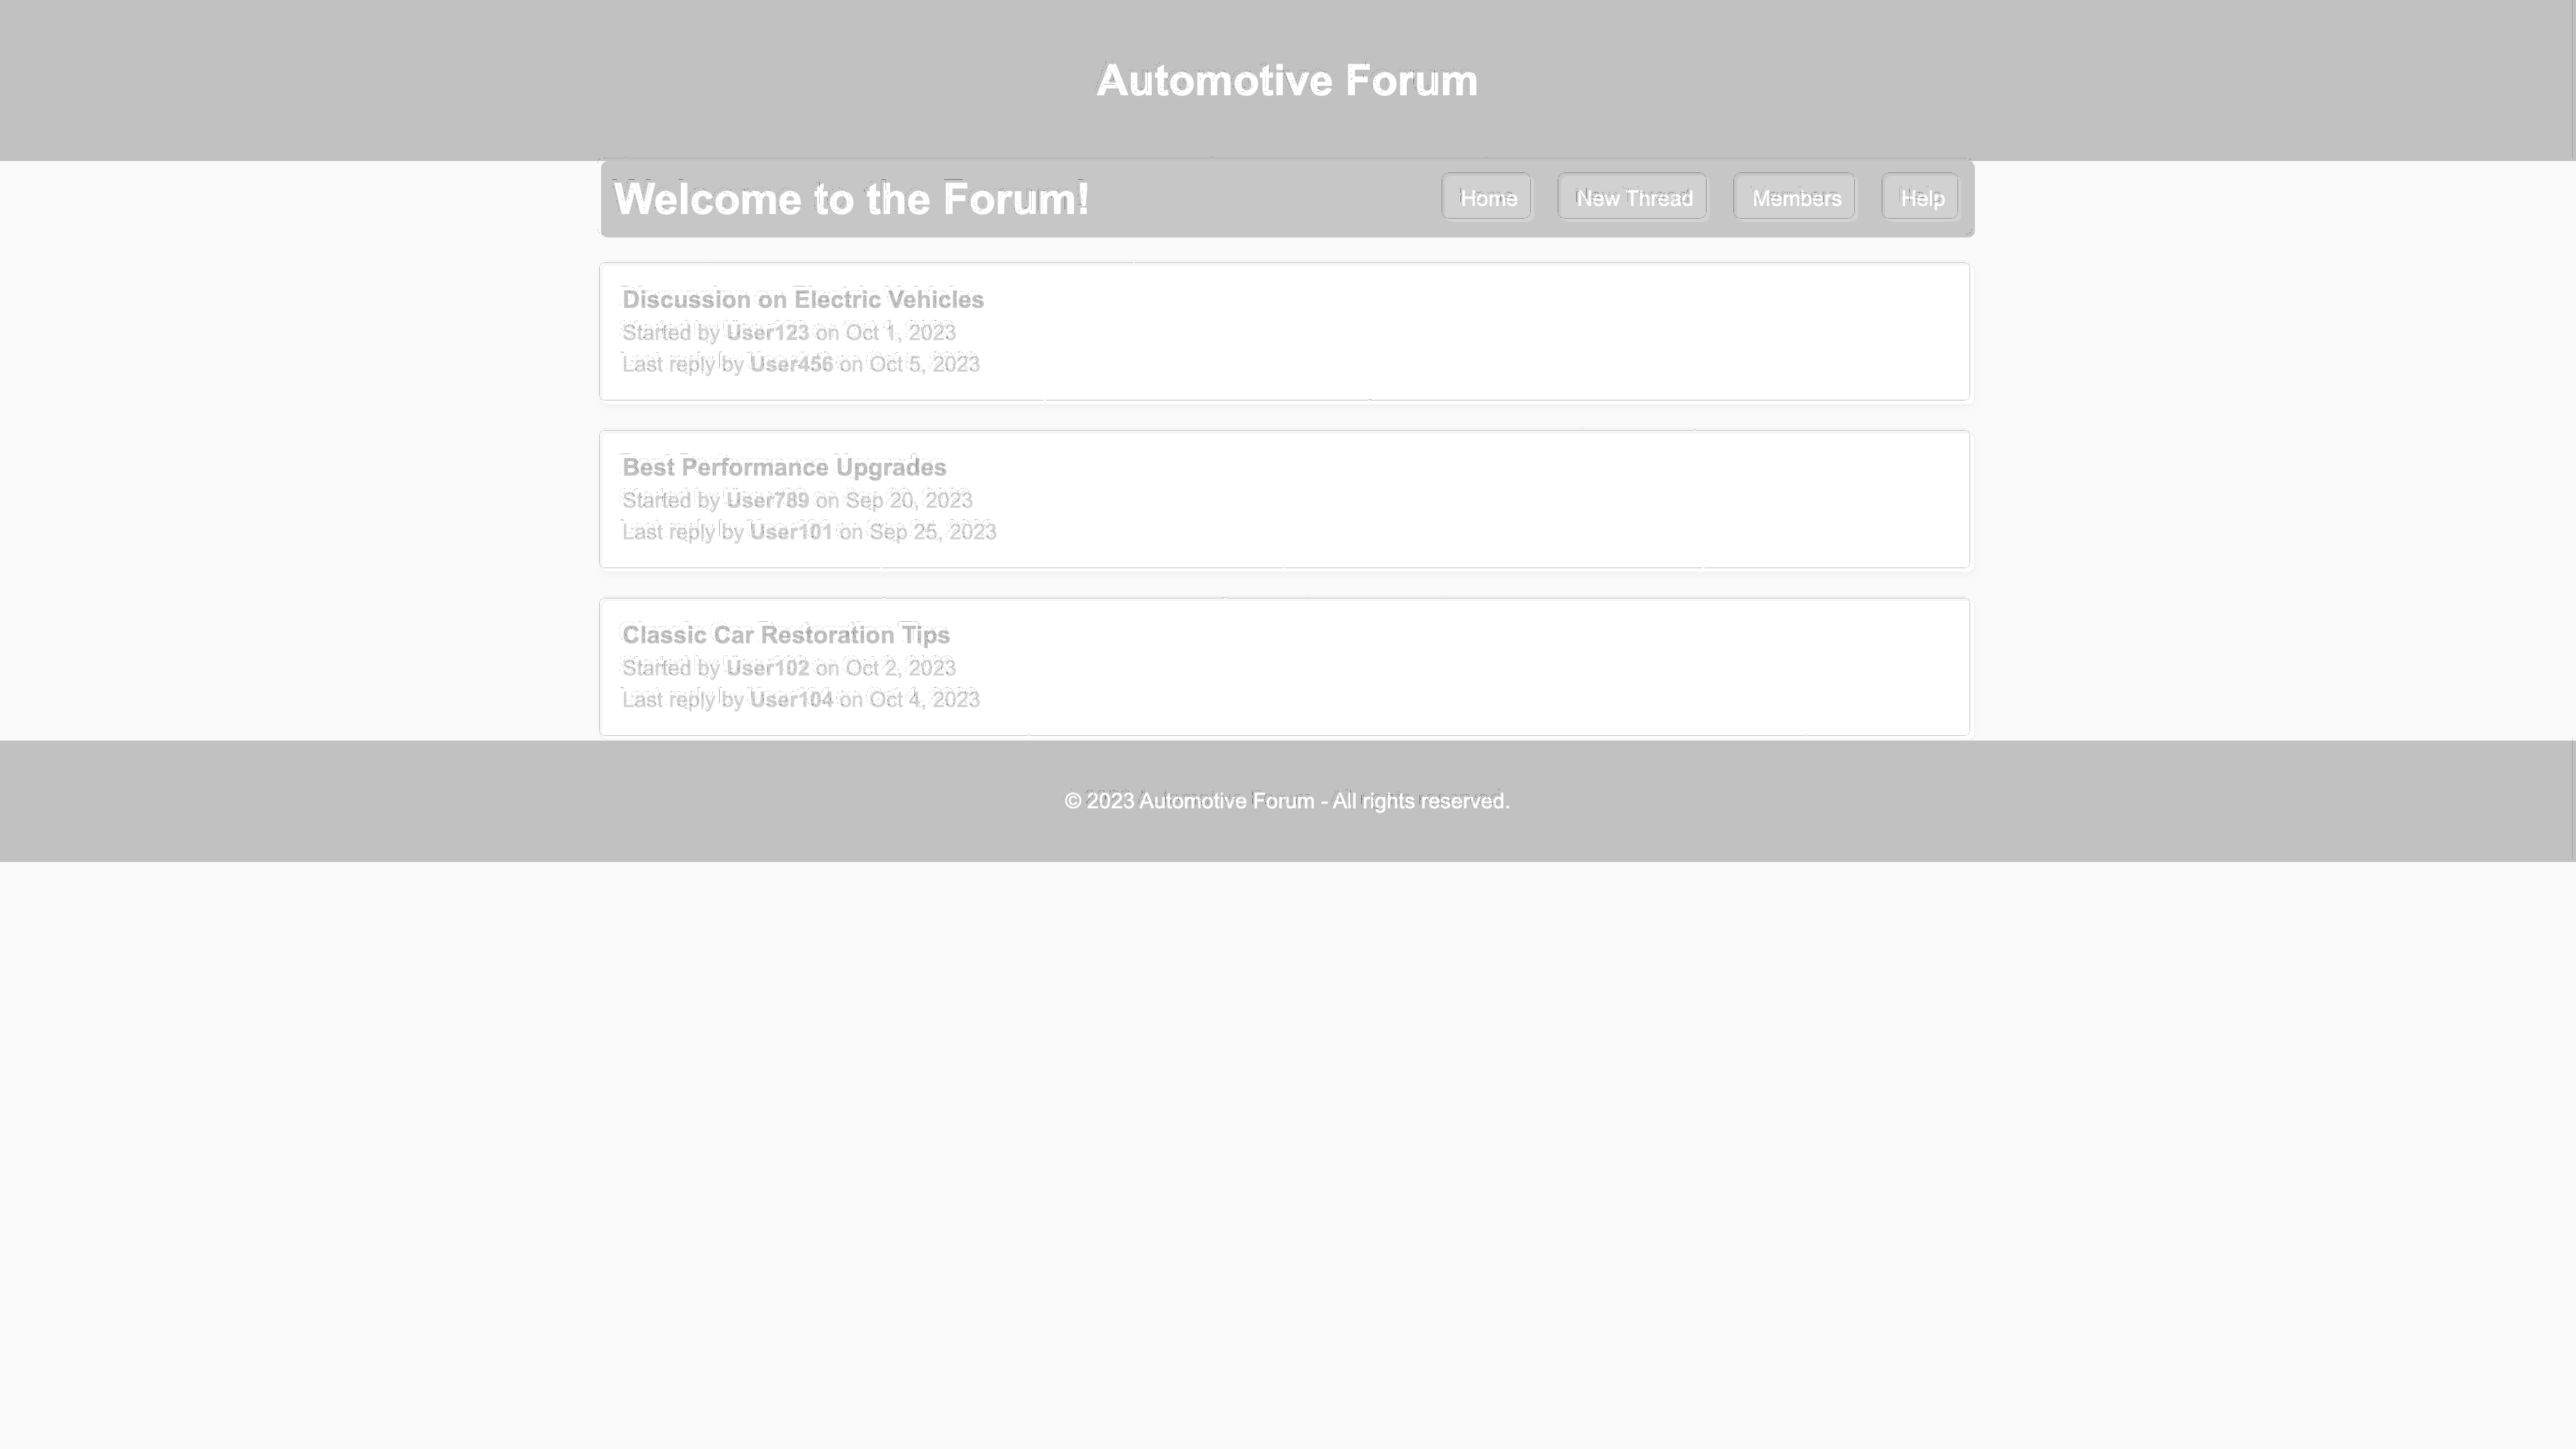 Automotive Forum
Welcome to the Forum!
Home
New Thread
Members
Help
Discussion on Electric Vehicles
Started by User123 on Oct 1, 2023
Last reply by User456 on Oct 5, 2023
Best Performance Upgrades
Started by User789 on Sep 20, 2023
Last reply by User101 on Sep 25, 2023
Classic Car Restoration Tips
Started by User102 on Oct 2, 2023
Last reply by User104 on Oct 4, 2023
© 2023 Automotive Forum - All rights reserved.